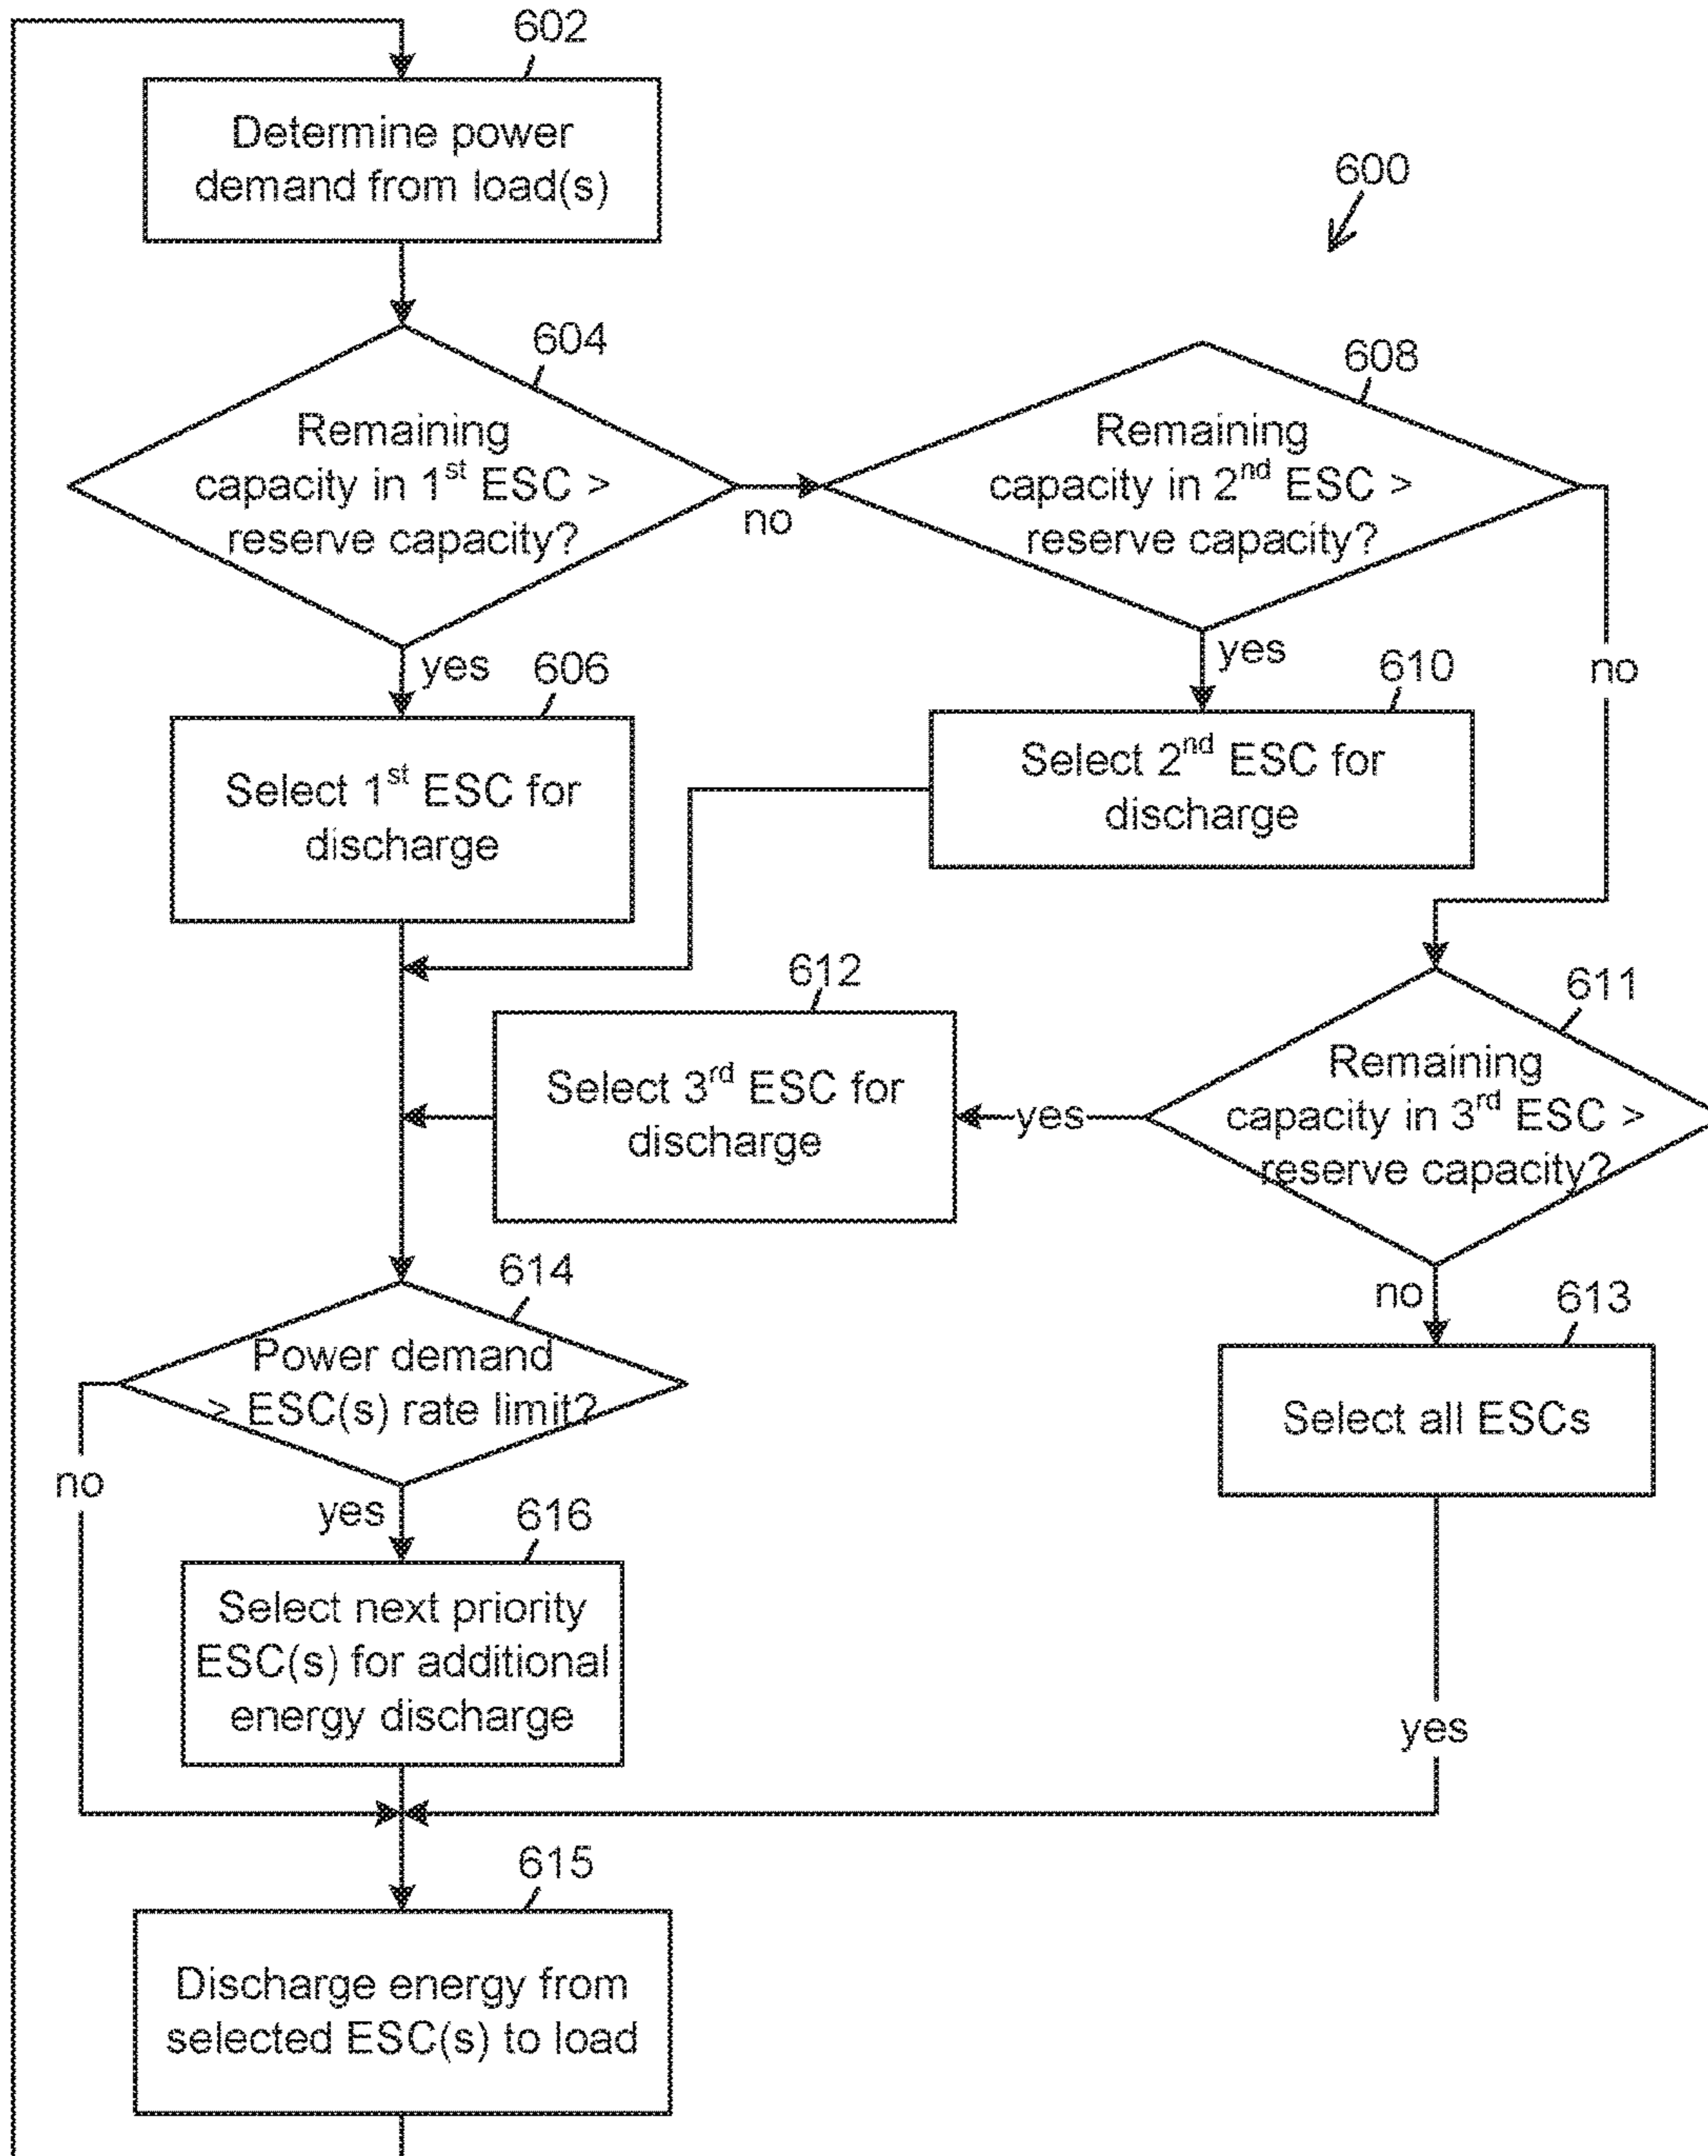 602
Determine power
demand from load(s)
600
604
Remaining
capacity in 1st ESC >
reserve capacity?
no
608
Remaining
capacity in 2nd ESC >
reserve capacity?
yes
606
Select 1st ESC for
discharge
yes
610
Select 2nd ESC for
discharge
no
612
Select 3rd ESC for
discharge
yes
611
Remaining
capacity in 3rd ESC >
reserve capacity?
no
613
Select all ESCs
614
Power demand
> ESC(s) rate limit?
no
yes
616
Select next priority
ESC(s) for additional
energy discharge
yes
615
Discharge energy from
selected ESC(s) to load